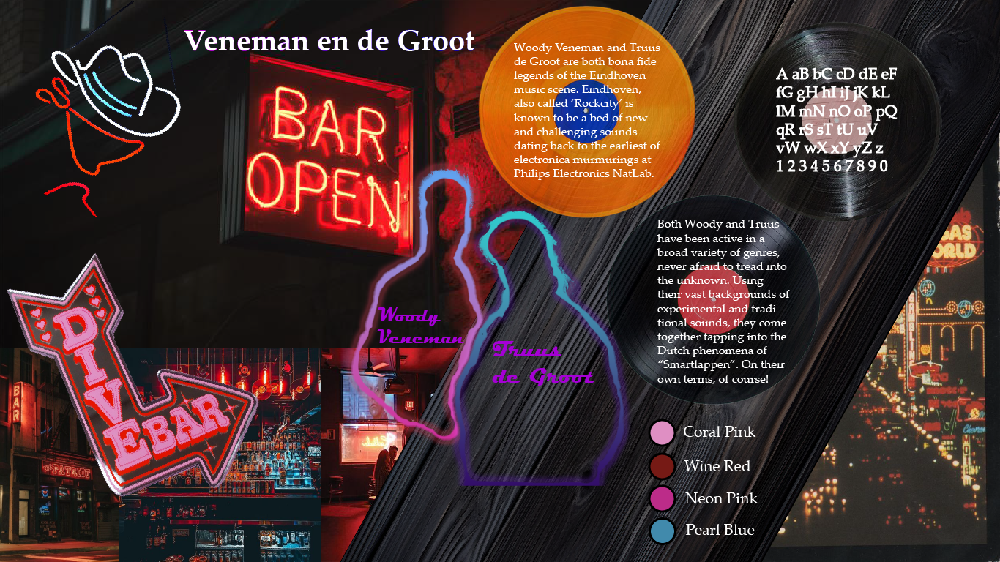 Veneman en de Groot
BAR
OPEN
Woody Veneman and Truus
de Groot are both bona fide
legends of the Eindhoven
music scene. Eindhoven,
also called ‘Rockcity’ is
known to be a bed of new
and challenging sounds
dating back to the earliest of
electronica murmurings at
Philips Electronics NatLab.
A aB bC cD dE eF
fG gH hI iJ jK kL
lM mN nO oP pQ
qR rS sT tU uV
vW wX xY yZ z
1 2 3 4 5 6 7 8 9 0
Both Woody and Truus
have been active in a
broad variety of genres,
never afraid to tread into
the unknown. Using
their vast backgrounds of
experimental and tradi-
tional sounds, they come
together tapping into the
Dutch phenomena of
“Smartlappen”. On their
own terms, of course!
Woody
Veneman
Truus
de Groot
DIVE
BAR
BAR
PATRIOT
EXIT
WORLD
Coral Pink
Wine Red
Neon Pink
Pearl Blue